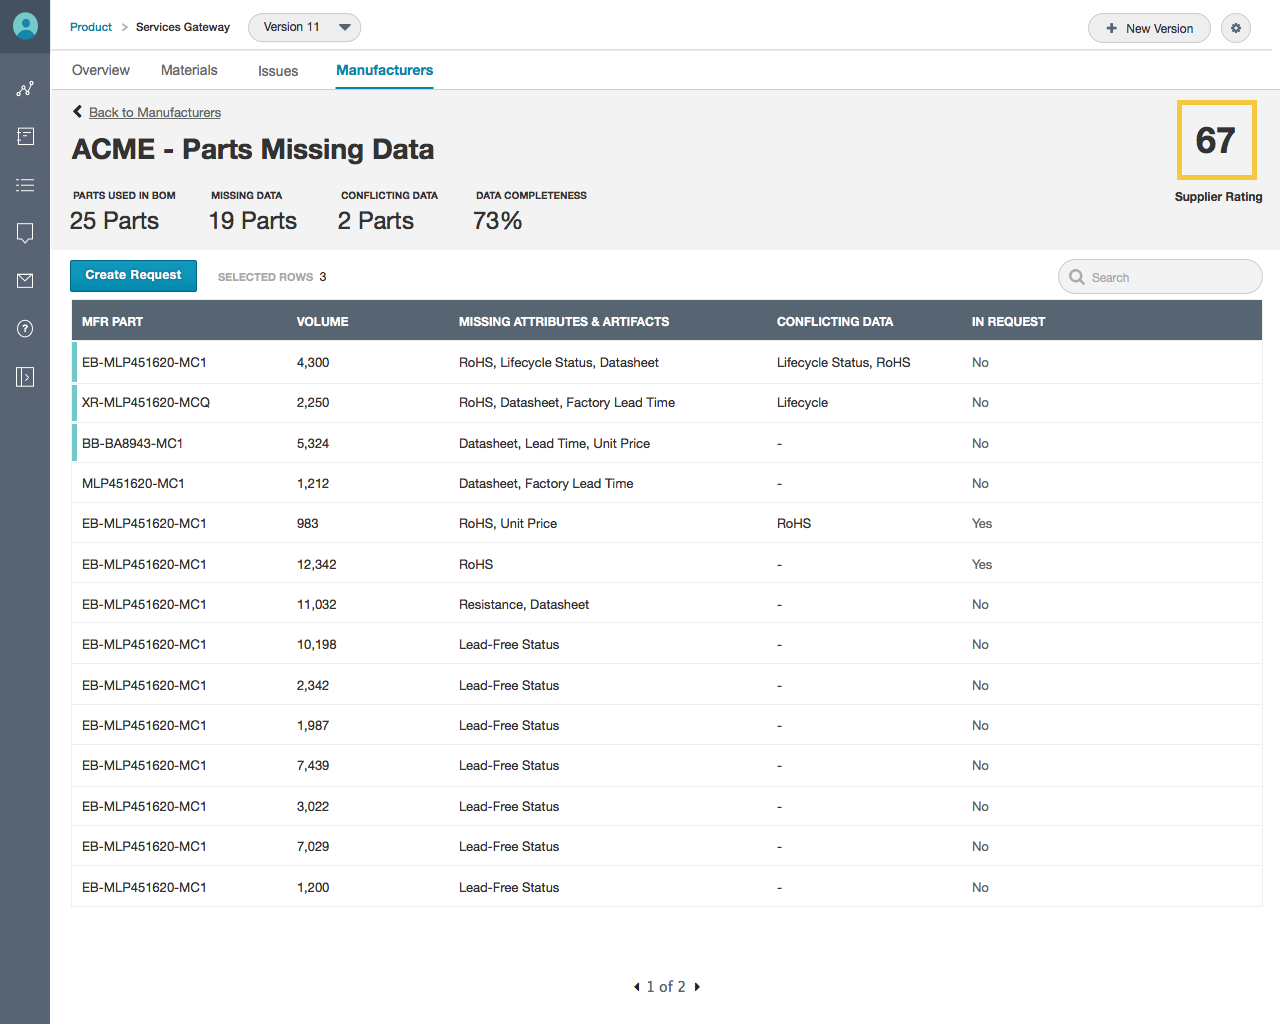 Product > Services Gateway Version 11 + New Version
Overview Materials Issues Manufacturers
Back to Manufacturers
ACME - Parts Missing Data
67
Supplier Rating
PARTS USED IN BOM MISSING DATA CONFLICTING DATA DATA COMPLETENESS
25 Parts 19 Parts 2 Parts 73%
Create Request SELECTED ROWS 3 Search
MFR PART VOLUME MISSING ATTRIBUTES & ARTIFACTS CONFLICTING DATA IN REQUEST
EB-MLP451620-MC1 4,300 RoHS, Lifecycle Status, Datasheet Lifecycle Status, RoHS No
XR-MLP451620-MCQ 2,250 RoHS, Datasheet, Factory Lead Time Lifecycle No
BB-BA8943-MC1 5,324 Datasheet, Lead Time, Unit Price - No
MLP451620-MC1 1,212 Datasheet, Factory Lead Time - No
EB-MLP451620-MC1 983 RoHS, Unit Price RoHS Yes
EB-MLP451620-MC1 12,342 RoHS - Yes
EB-MLP451620-MC1 11,032 Resistance, Datasheet - No
EB-MLP451620-MC1 10,198 Lead-Free Status - No
EB-MLP451620-MC1 2,342 Lead-Free Status - No
EB-MLP451620-MC1 1,987 Lead-Free Status - No
EB-MLP451620-MC1 7,439 Lead-Free Status - No
EB-MLP451620-MC1 3,022 Lead-Free Status - No
EB-MLP451620-MC1 7,029 Lead-Free Status - No
EB-MLP451620-MC1 1,200 Lead-Free Status - No
1 of 2